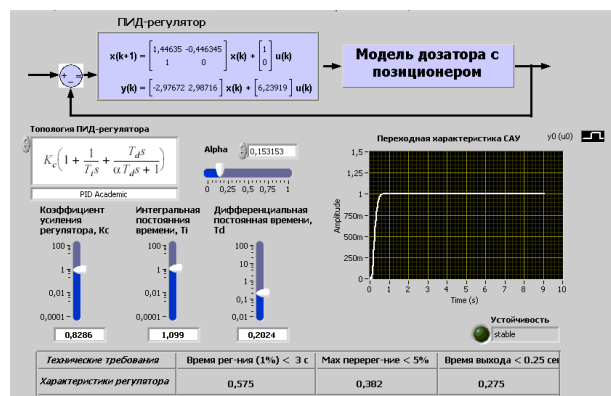 ПИД-регулятор
x(k+1) = [1,44635 -0,446345 1 0] x(k) + [1 0] u(k)
y(k) = [-2,97672 2,98716] x(k) + [6,23919] u(k)
Модель дозатора с
позиционером
Топология ПИД-регулятора
K_c(1 + 1/(T_i s) + T_d s/(α T_d s + 1))
PID Academic
Alpha 0,153153
0 0,25 0,5 0,75 1
Коэффициент
усиления
регулятора, Kc
100
1
0,01
0,0001
0,8286
Интегральная
постоянния
времени, Ti
100
1
0,01
0,0001
1,099
Дифференциальная
постоянная времени,
Td
100
10
1
0,1
0,01
0,2024
Переходная характеристика САУ
y0 (u0)
Amplitude
1,5
1,25
1
750m
500m
250m
0
0 1 2 3 4 5 6 7 8 9 10
Time (s)
Устойчивость
stable
Технические требования Время рег-ния (1%) < 3 с Max перерег-ние < 5% Время выхода < 0.25 сек
Характеристики регулятора 0,575 0,382 0,275